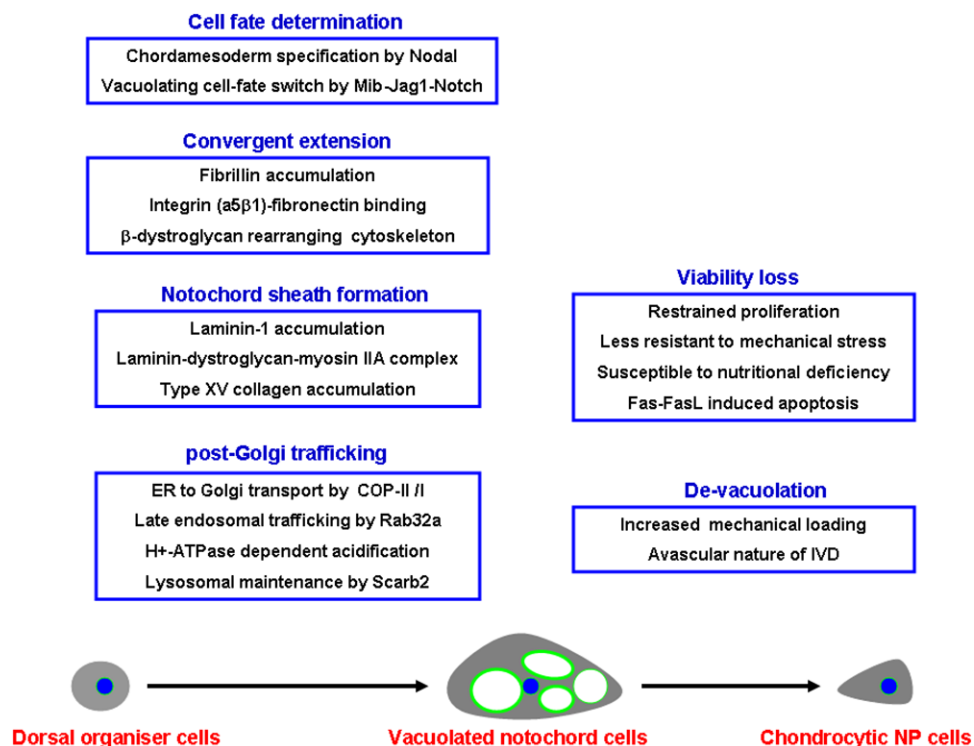 Cell fate determination
Chordamesoderm specification by Nodal
Vacuolating cell-fate switch by Mib-Jag1-Notch
Convergent extension
Fibrillin accumulation
Integrin (a5β1)-fibronectin binding
β-dystroglycan rearranging cytoskeleton
Notochord sheath formation
Laminin-1 accumulation
Laminin-dystroglycan-myosin IIA complex
Type XV collagen accumulation
post-Golgi trafficking
ER to Golgi transport by COP-II /I
Late endosomal trafficking by Rab32a
H+-ATPase dependent acidification
Lysosomal maintenance by Scarb2
Viability loss
Restrained proliferation
Less resistant to mechanical stress
Susceptible to nutritional deficiency
Fas-FasL induced apoptosis
De-vacuolation
Increased mechanical loading
Avascular nature of IVD
Dorsal organiser cells
Vacuolated notochord cells
Chondrocytic NP cells